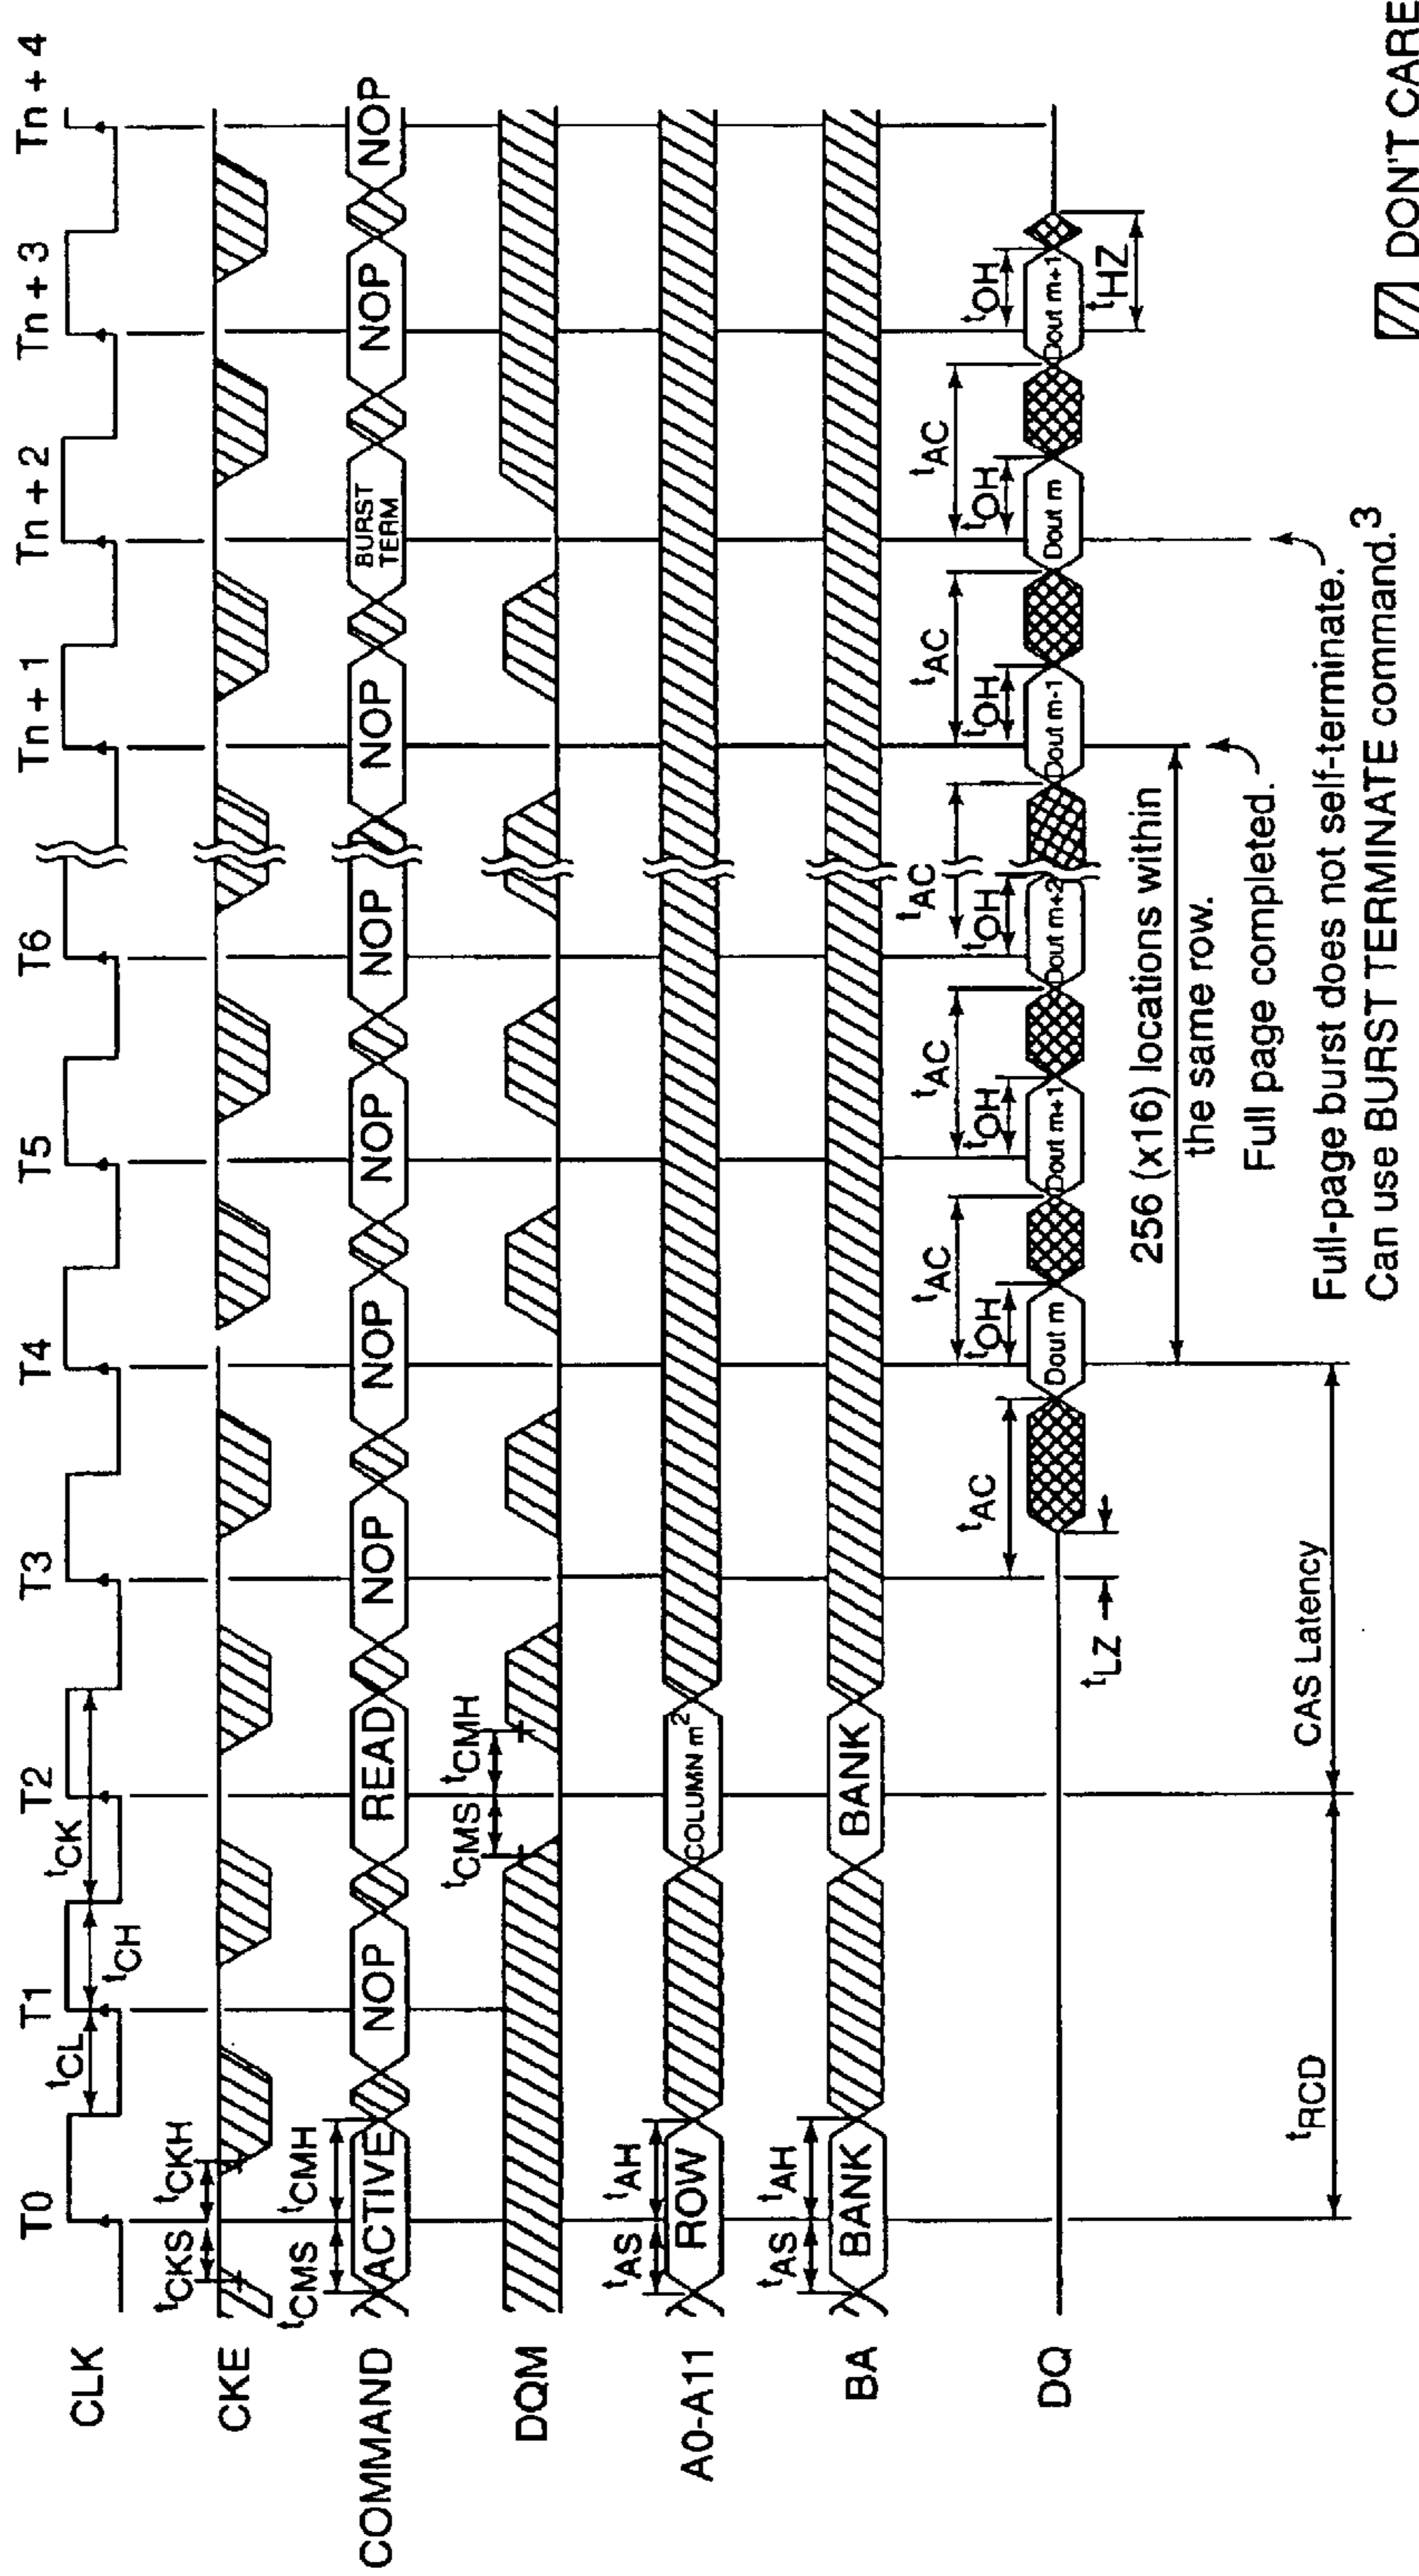 T0 T1 T2 T3 T4 T5 T6 Tn + 1 Tn + 2 Tn + 3 Tn + 4
CLK
tCL tCH tCK
CKE
tCKS tCKH
COMMAND
tCMS tCMH
ACTIVE NOP READ NOP NOP NOP NOP NOP BURST TERM NOP NOP
DQM
tCMS tCMH
A0-A11
tAS tAH
ROW COLUMN m2
BA
tAS tAH
BANK BANK
DQ
tAC tAC tAC tAC tAC tAC
tOH tOH tOH tOH tOH tOH
Dout m Dout m+1 Dout m+2 Dout m-1 Dout m Dout m+1
tLZ tHZ
256 (x16) locations within
the same row.
Full page completed.
tRCD CAS Latency
Full-page burst does not self-terminate.
Can use BURST TERMINATE command.3
DON'T CARE